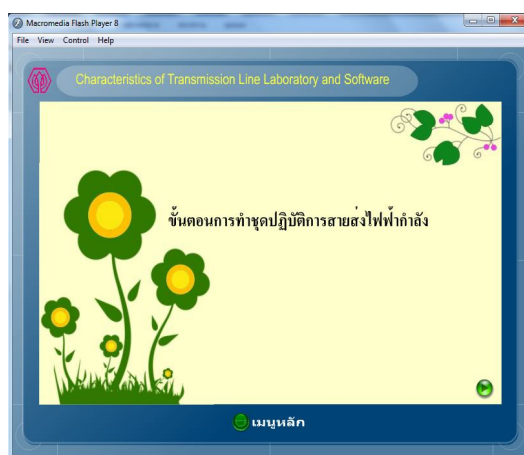 Macromedia Flash Player 8
File View Control Help
Characteristics of Transmission Line Laboratory and Software
ขั้นตอนการทำชุดปฏิบัติการสายส่งไฟฟ้ากำลัง
เมนูหลัก